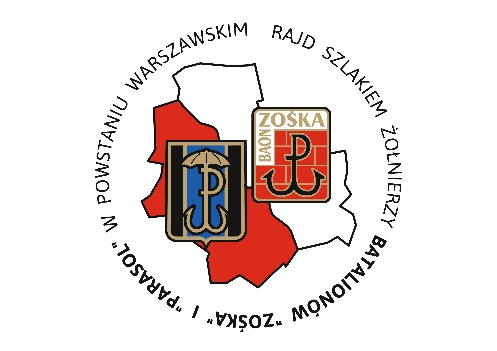 RAJD SZLAKIEM ŻOŁNIERZY BATALIONÓW "ZOŚKA" I "PARASOL" W POWSTANIU WARSZAWSKIM
BAON
ZOŚKA
P
P